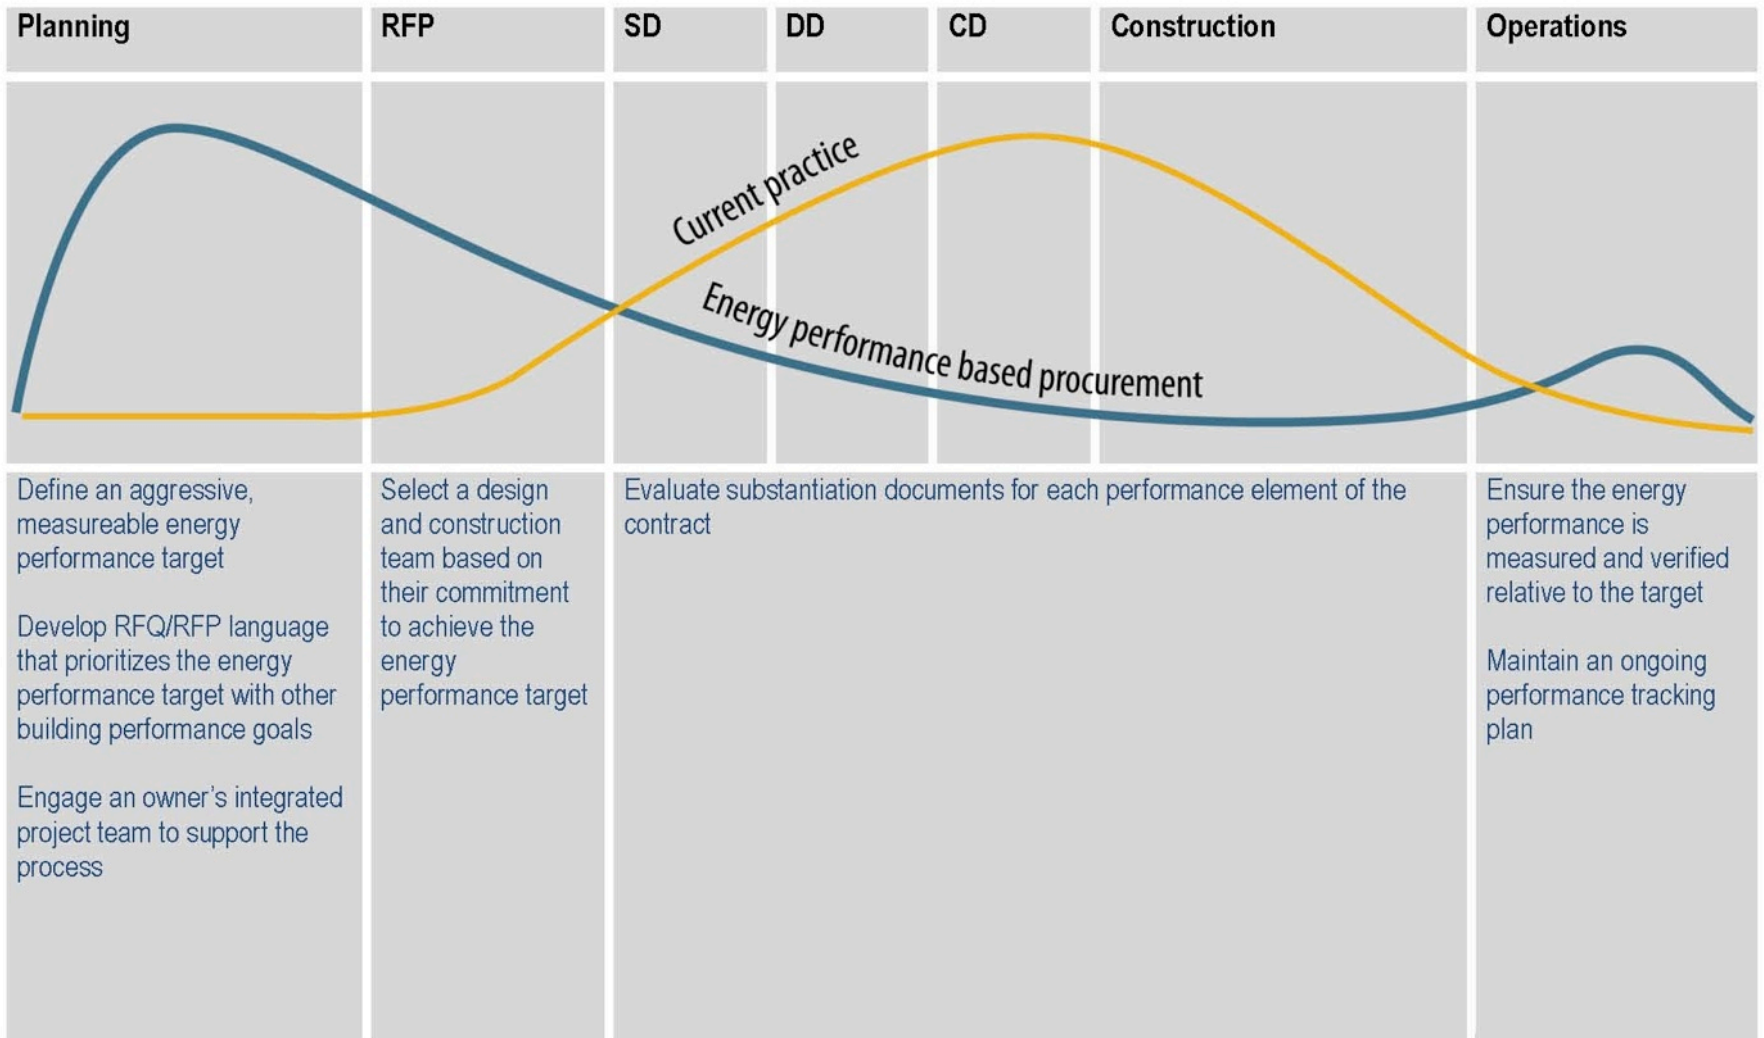 Planning
RFP
SD
DD
CD
Construction
Operations
Current practice
Energy performance based procurement
Define an aggressive,
measureable energy
performance target
Develop RFQ/RFP language
that prioritizes the energy
performance target with other
building performance goals
Engage an owner’s integrated
project team to support the
process
Select a design
and construction
team based on
their commitment
to achieve the
energy
performance target
Evaluate substantiation documents for each performance element of the
contract
Ensure the energy
performance is
measured and verified
relative to the target
Maintain an ongoing
performance tracking
plan